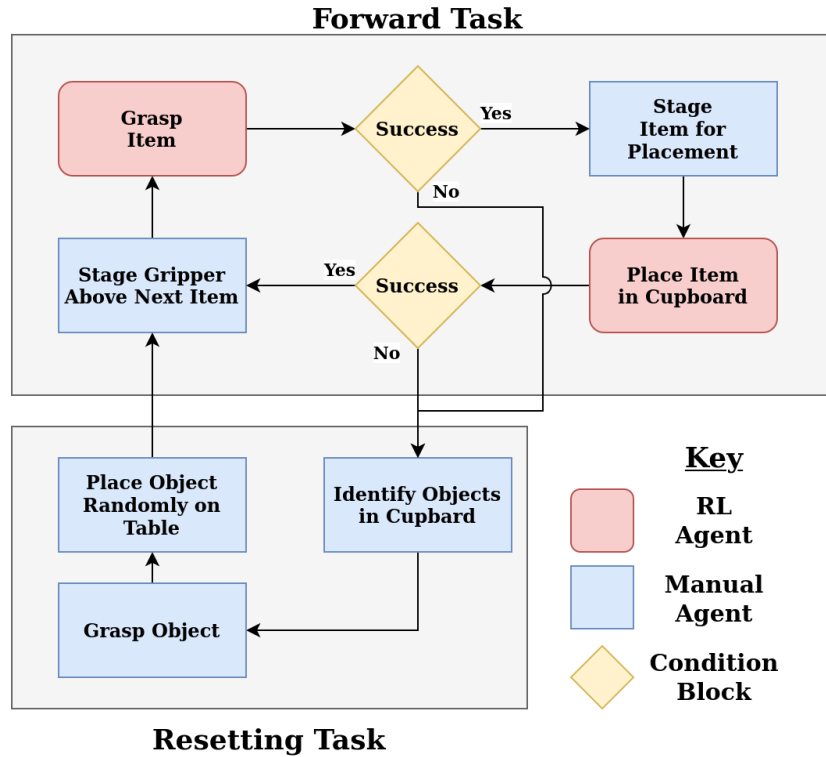 Forward Task
Grasp
Item
Success
Yes
Stage
Item for
Placement
No
Stage Gripper
Above Next Item
Yes
Success
Place Item
in Cupboard
No
Place Object
Randomly on
Table
Identify Objects
in Cupbard
Grasp Object
Resetting Task
Key
RL
Agent
Manual
Agent
Condition
Block